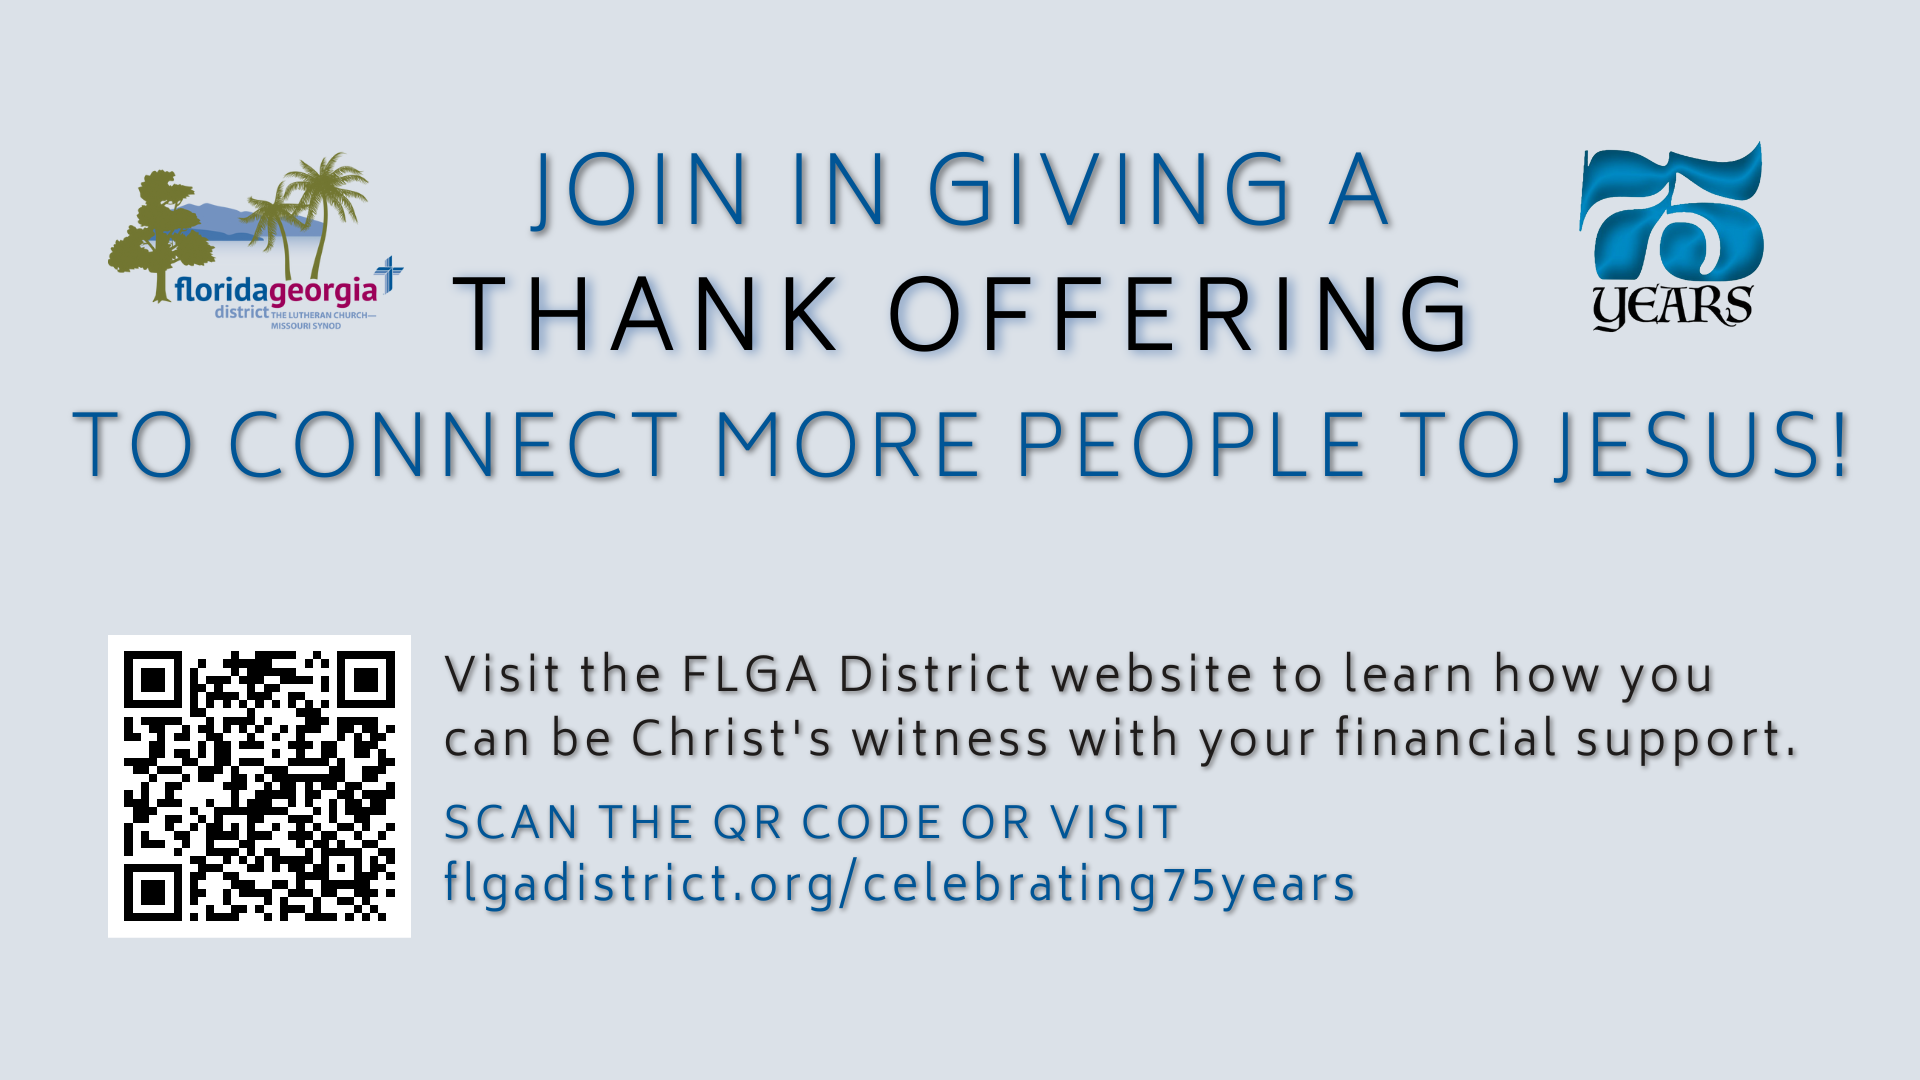 JOIN IN GIVING A
THANK OFFERING
TO CONNECT MORE PEOPLE TO JESUS!
floridageorgia
district THE LUTHERAN CHURCH—
MISSOURI SYNOD
75
YEARS
Visit the FLGA District website to learn how you
can be Christ's witness with your financial support.
SCAN THE QR CODE OR VISIT
flgadistrict.org/celebrating75years